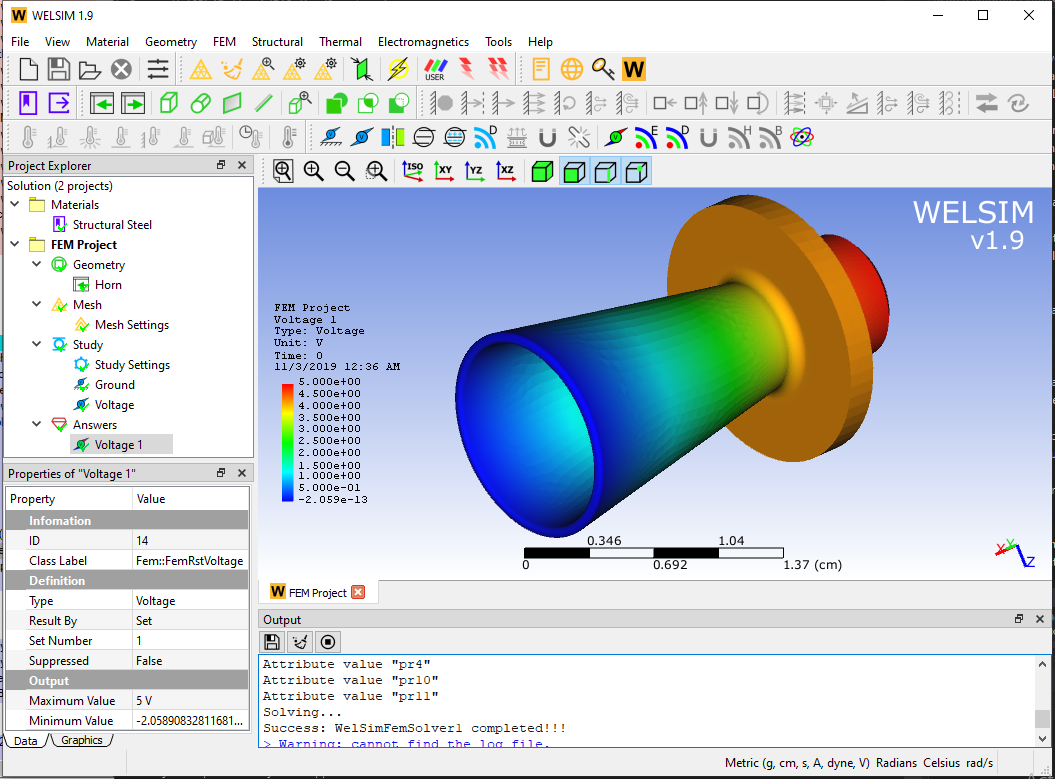 WELSIM 1.9
File View Material Geometry FEM Structural Thermal Electromagnetics Tools Help
USER
W
D E D H B
Project Explorer
Solution (2 projects)
Materials
Structural Steel
FEM Project
Geometry
Horn
Mesh
Mesh Settings
Study
Study Settings
Ground
Voltage
Answers
Voltage 1
Properties of "Voltage 1"
Property Value
Infomation
ID 14
Class Label Fem::FemRstVoltage
Definition
Type Voltage
Result By Set
Set Number 1
Suppressed False
Output
Maximum Value 5 V
Minimum Value -2.05890832811681...
Data Graphics
ISO XY YZ XZ
WELSIM
v1.9
FEM Project
Voltage 1
Type: Voltage
Unit: V
Time: 0
11/3/2019 12:36 AM
5.000e+00
4.500e+00
4.000e+00
3.500e+00
3.000e+00
2.500e+00
2.000e+00
1.500e+00
1.000e+00
5.000e-01
-2.059e-13
0.346 1.04
0 0.692 1.37 (cm)
X Y Z
FEM Project
Output
Attribute value "pr4"
Attribute value "pr10"
Attribute value "pr11"
Solving...
Success: WelSimFemSolver1 completed!!!
> Warning: cannot find the log file.
Metric (g, cm, s, A, dyne, V) Radians Celsius rad/s